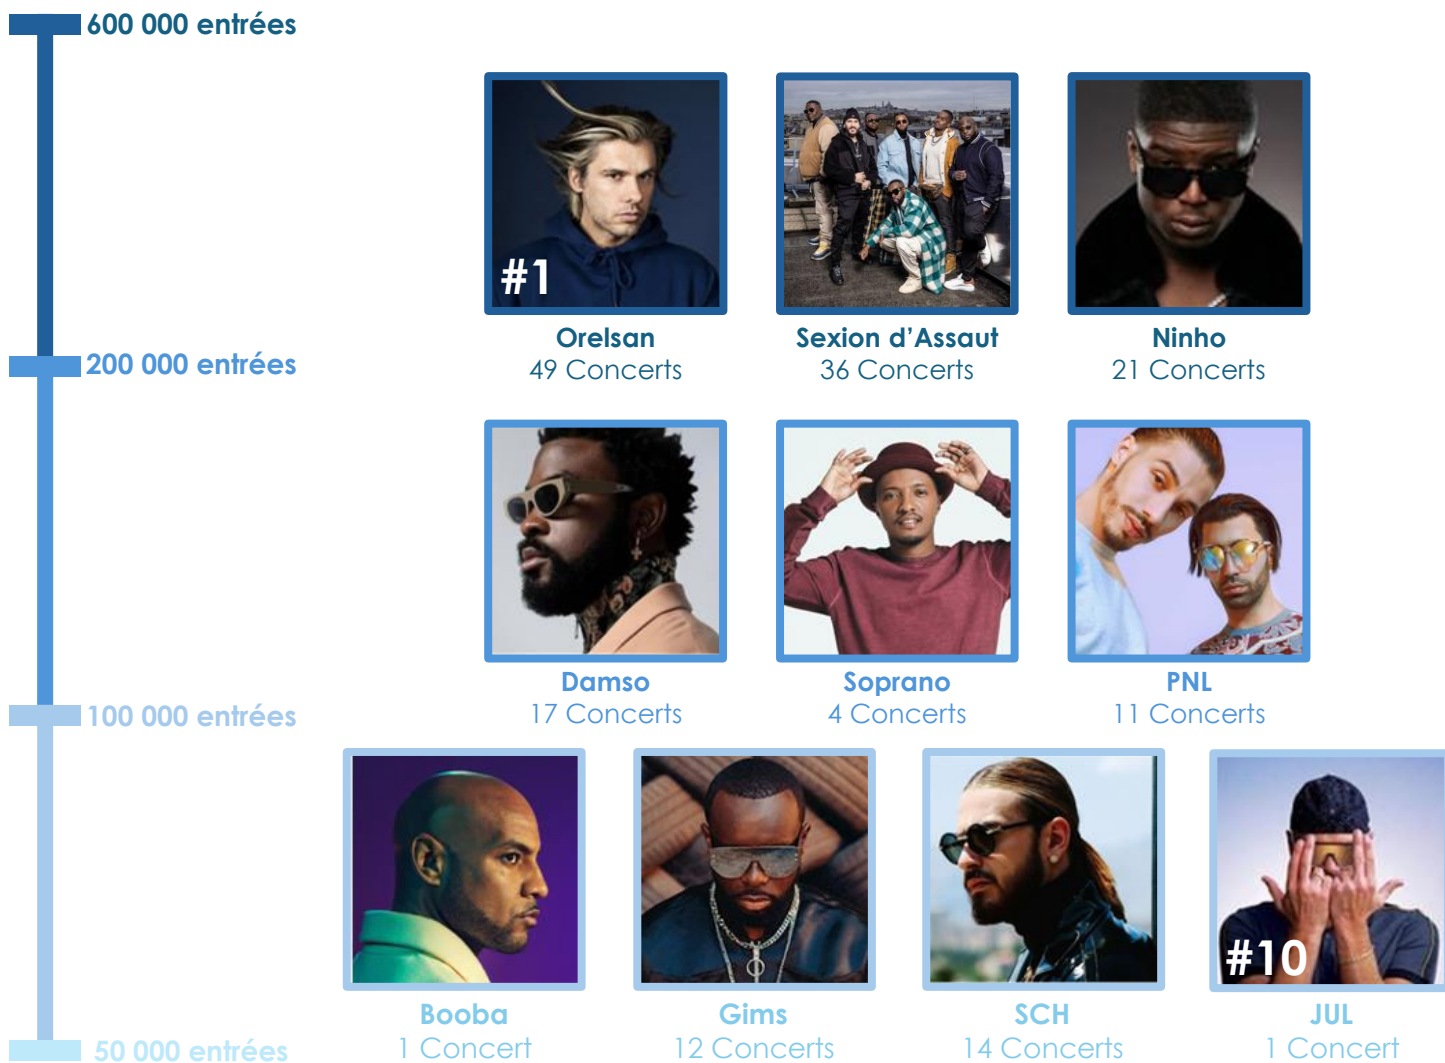 600 000 entrées
#1
Orelsan
49 Concerts
Sexion d’Assaut
36 Concerts
Ninho
21 Concerts
200 000 entrées
Damso
17 Concerts
Soprano
4 Concerts
PNL
11 Concerts
100 000 entrées
#10
Booba
1 Concert
Gims
12 Concerts
SCH
14 Concerts
JUL
1 Concert
50 000 entrées